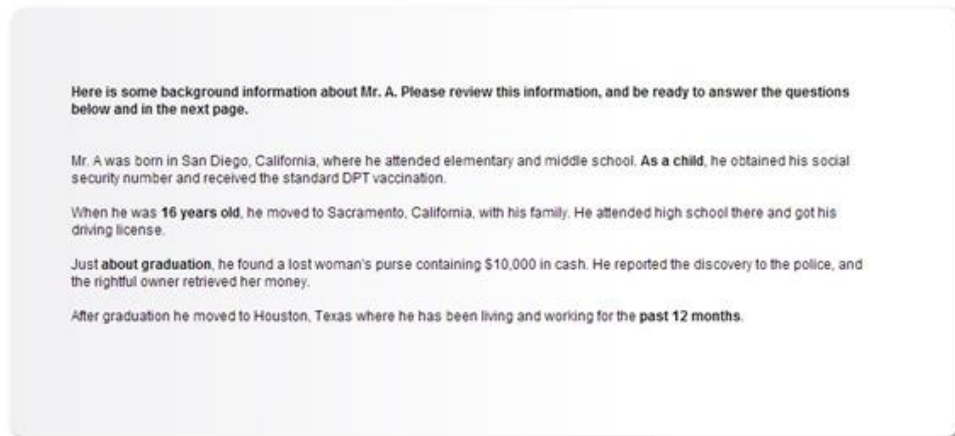 Here is some background information about Mr. A. Please review this information, and be ready to answer the questions
below and in the next page.
Mr. A was born in San Diego, California, where he attended elementary and middle school. As a child, he obtained his social
security number and received the standard DPT vaccination.
When he was 16 years old, he moved to Sacramento, California, with his family. He attended high school there and got his
driving license.
Just about graduation, he found a lost woman's purse containing $10,000 in cash. He reported the discovery to the police, and
the rightful owner retrieved her money.
After graduation he moved to Houston, Texas where he has been living and working for the past 12 months.